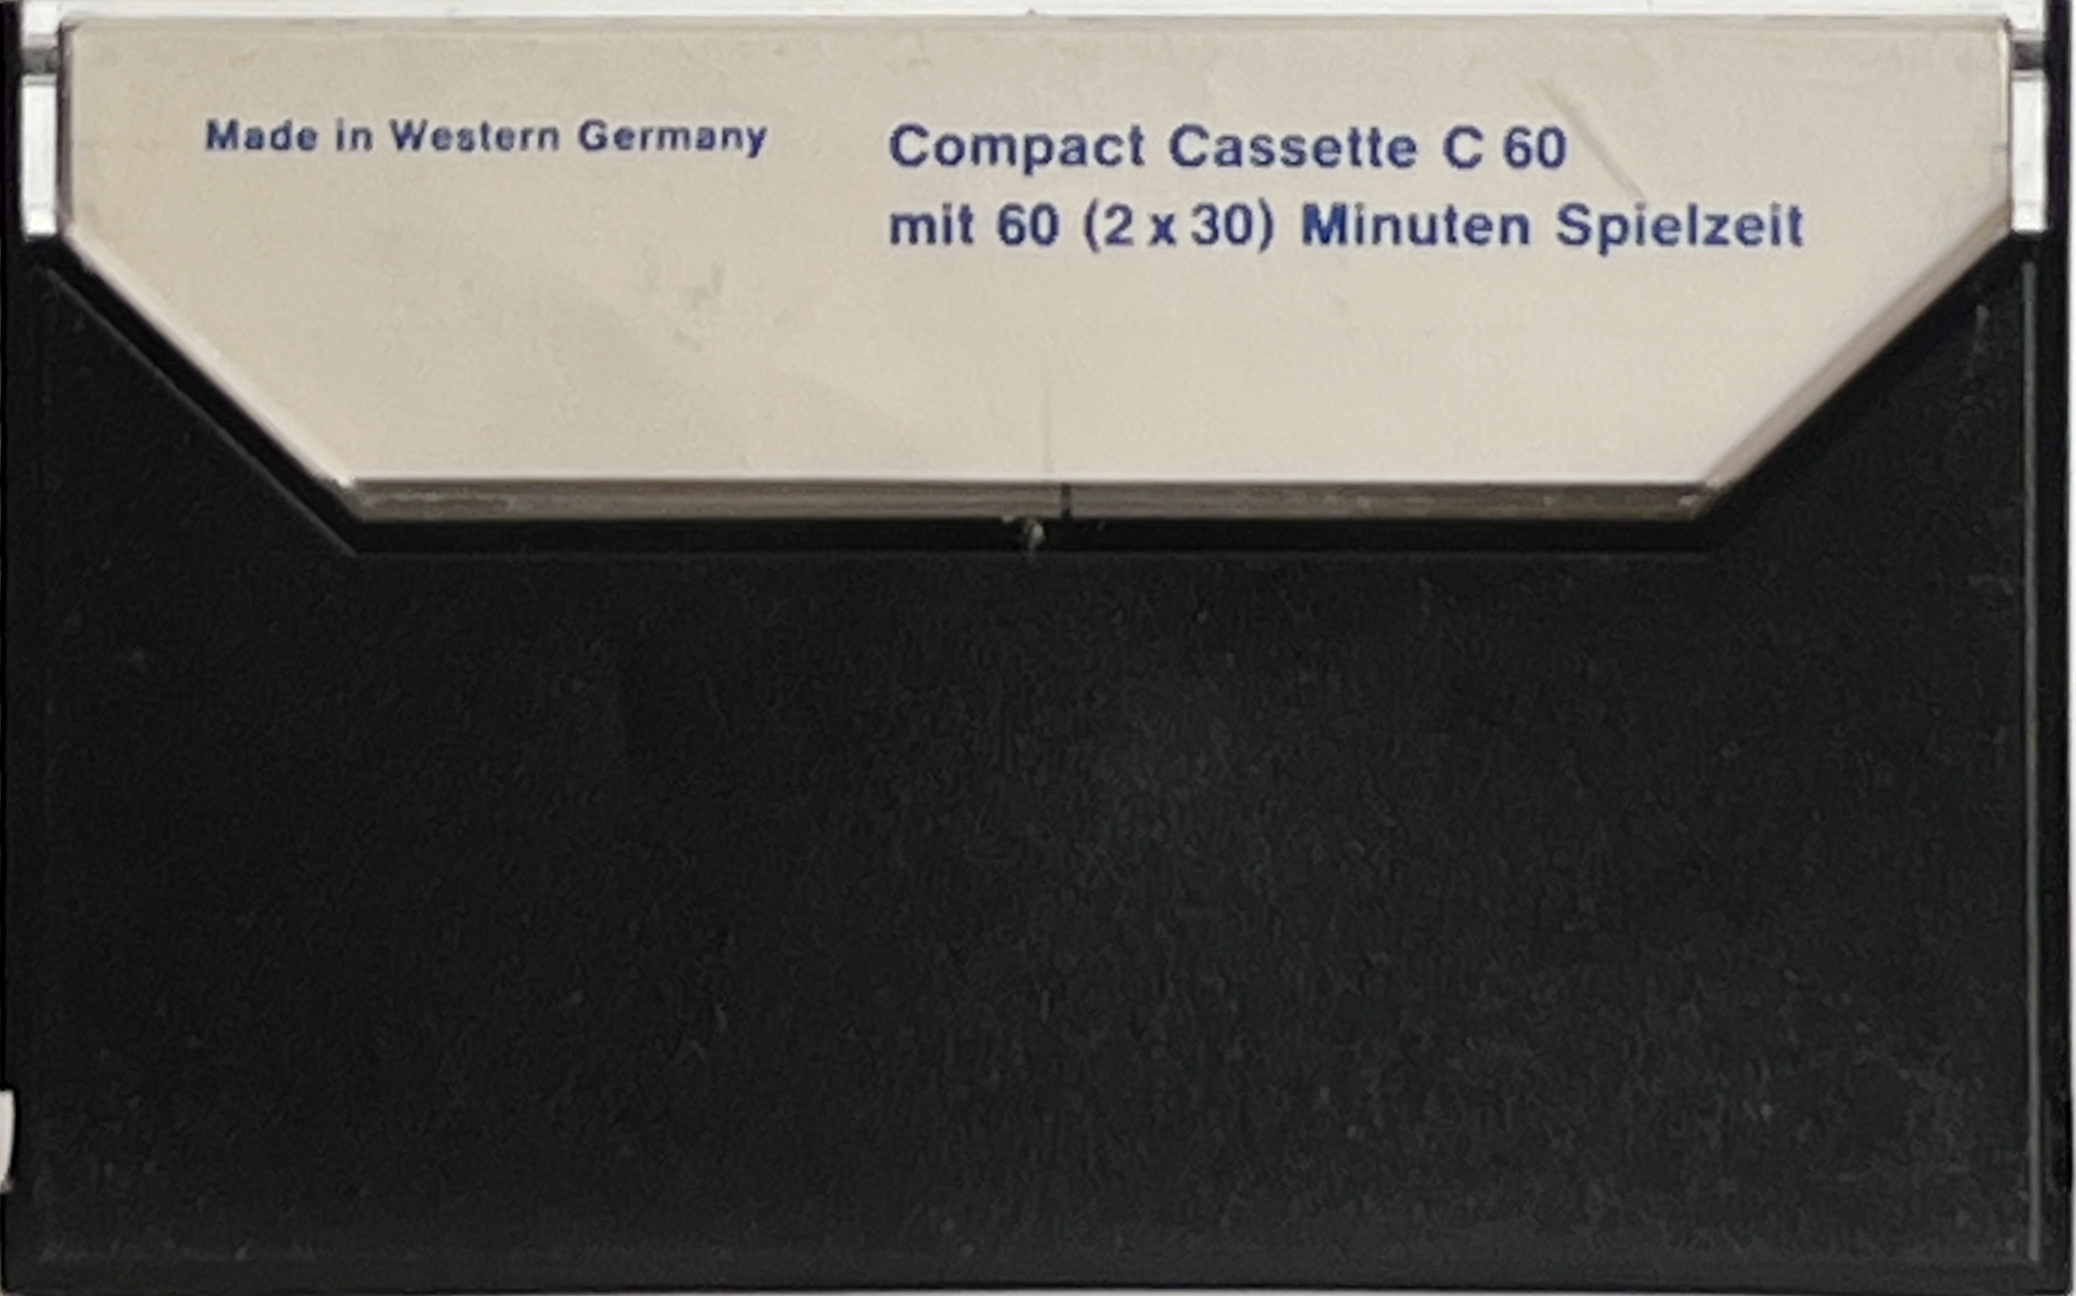 Made in Western Germany
Compact Cassette C 60
mit 60 (2 x 30) Minuten Spielzeit